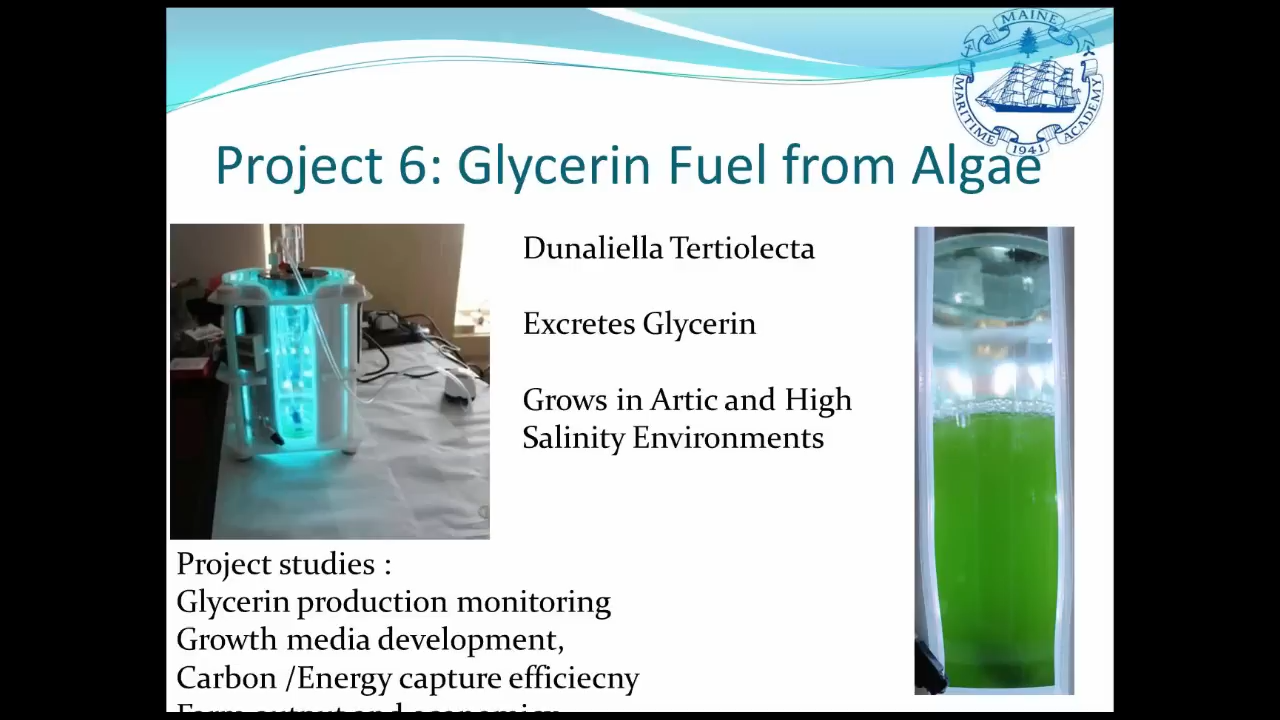 MAINE
MARITIME
ACADEMY
1941
Project 6: Glycerin Fuel from Algae
Dunaliella Tertiolecta
Excretes Glycerin
Grows in Artic and High
Salinity Environments
Project studies :
Glycerin production monitoring
Growth media development,
Carbon /Energy capture efficiecny